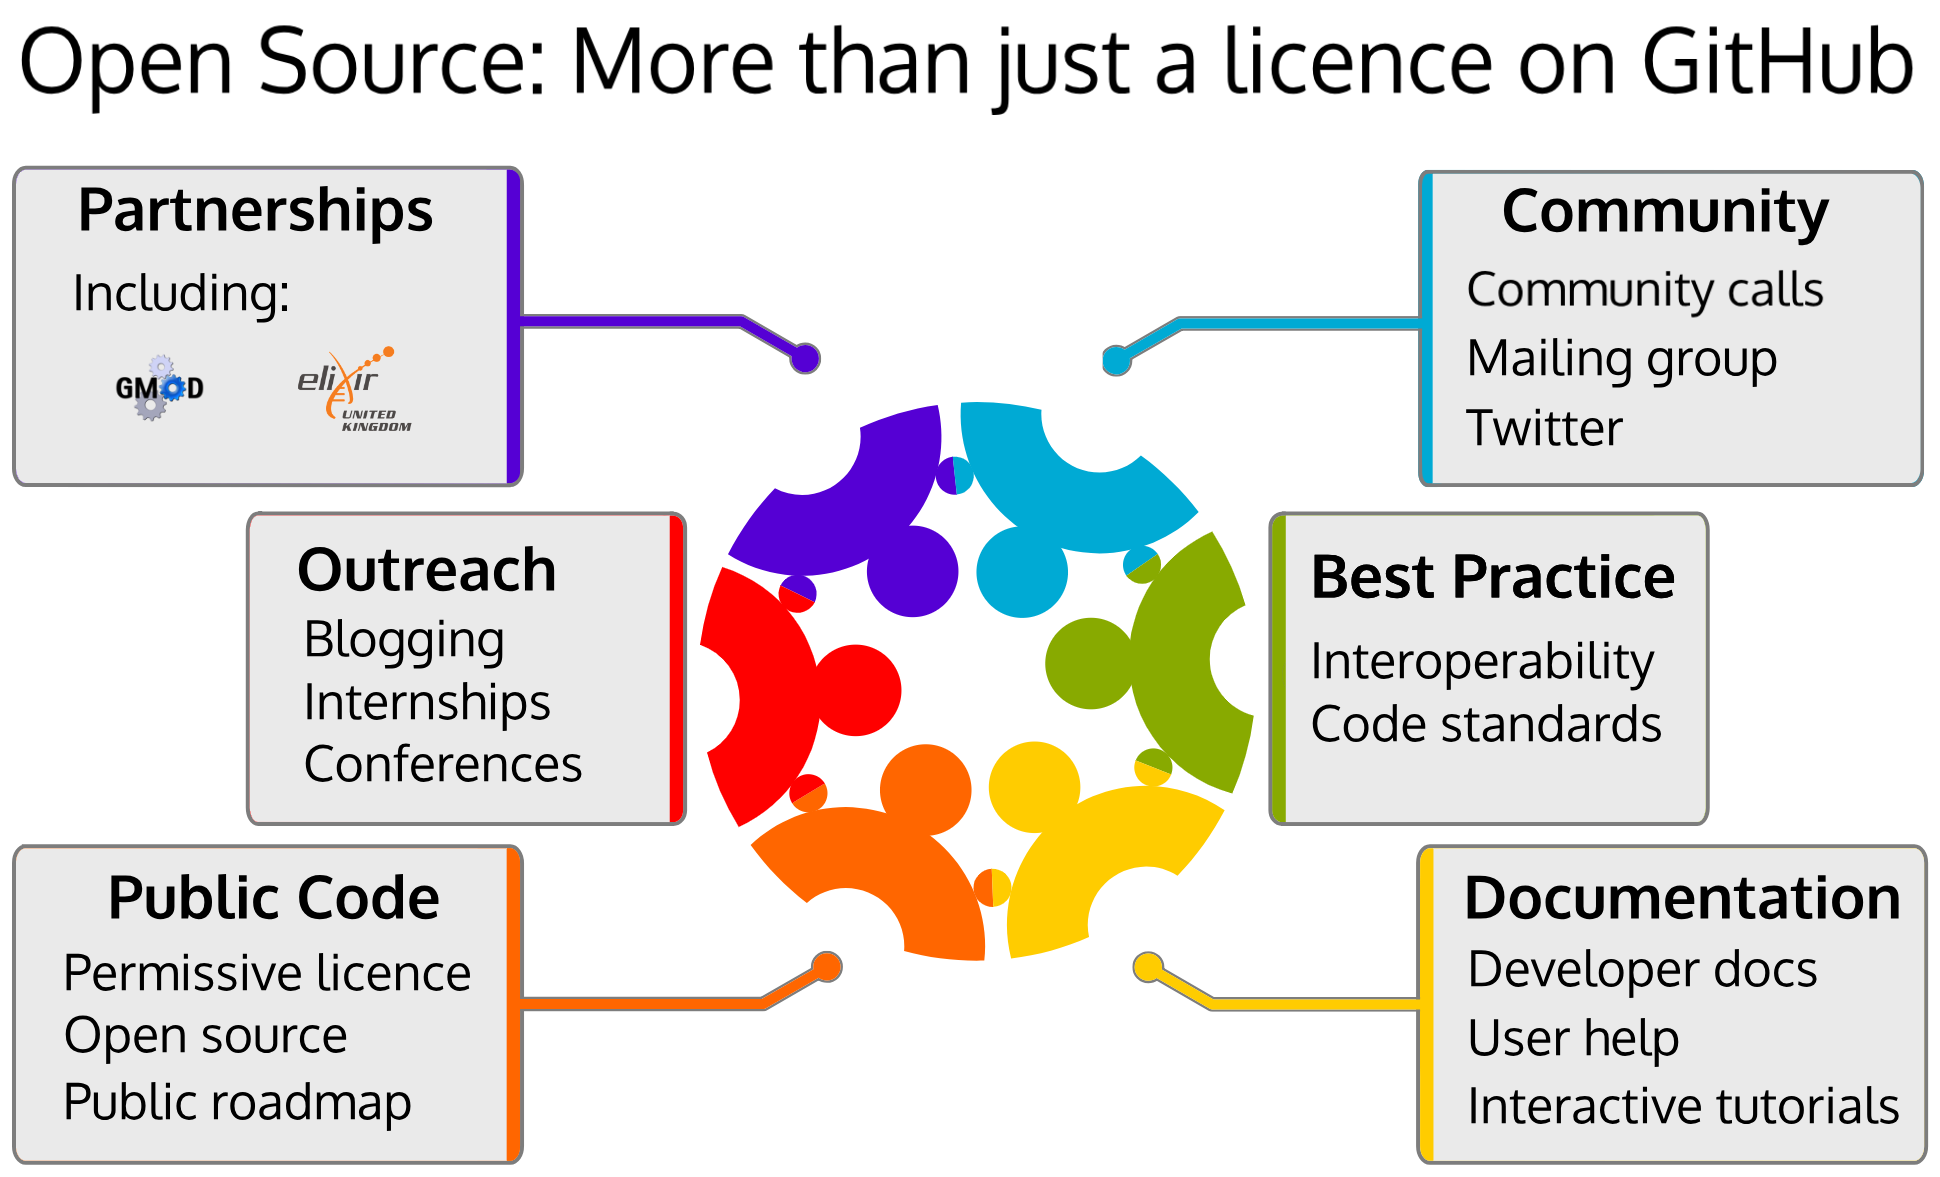 Open Source: More than just a licence on GitHub
Partnerships
Including:
GMOD
elixir
UNITED
KINGDOM
Community
Community calls
Mailing group
Twitter
Outreach
Blogging
Internships
Conferences
Best Practice
Interoperability
Code standards
Public Code
Permissive licence
Open source
Public roadmap
Documentation
Developer docs
User help
Interactive tutorials